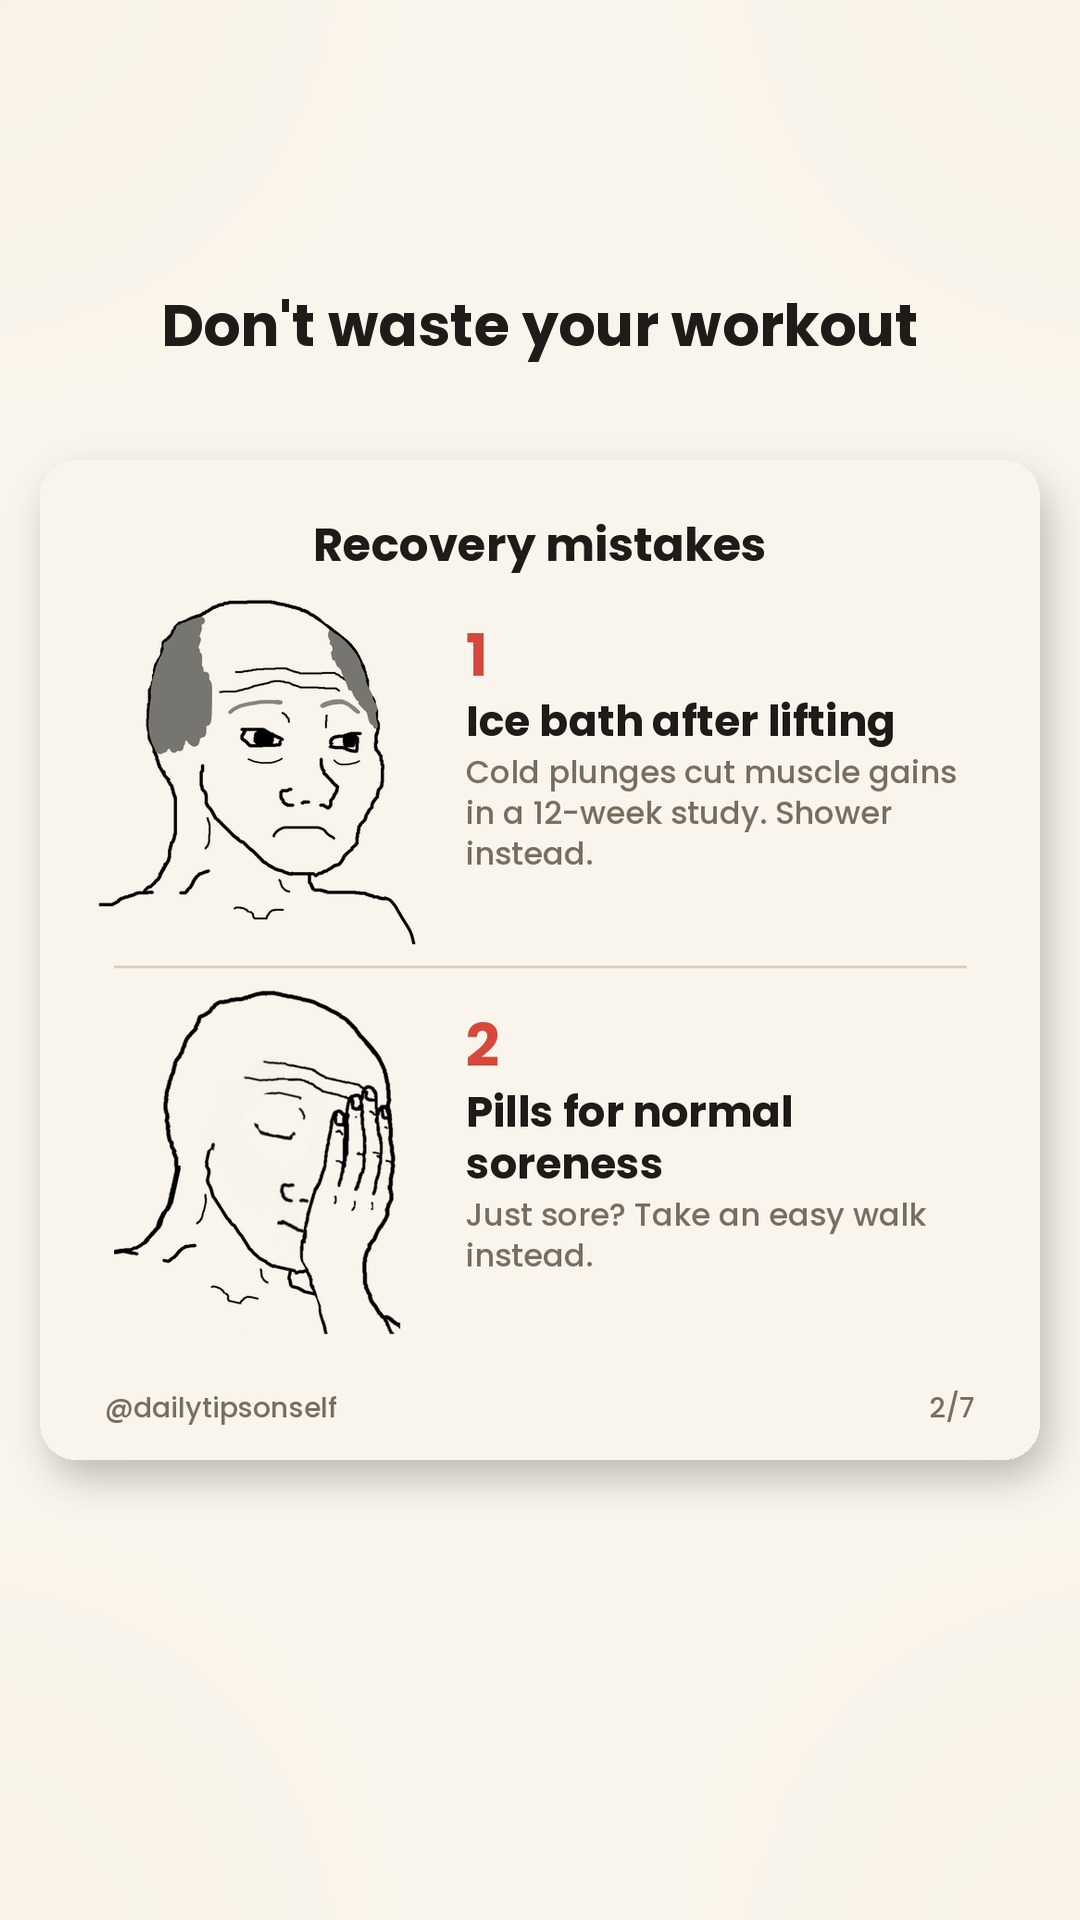 Don't waste your workout
Recovery mistakes
1
Ice bath after lifting
Cold plunges cut muscle gains
in a 12-week study. Shower
instead.
2
Pills for normal
soreness
Just sore? Take an easy walk
instead.
@dailytipsonself
2/7